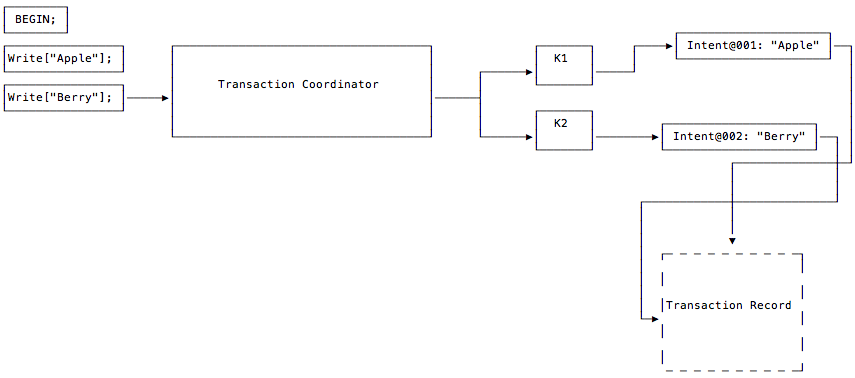 BEGIN;
Write["Apple"];
Write["Berry"];
Transaction Coordinator
K1
K2
Intent@001: "Apple"
Intent@002: "Berry"
Transaction Record